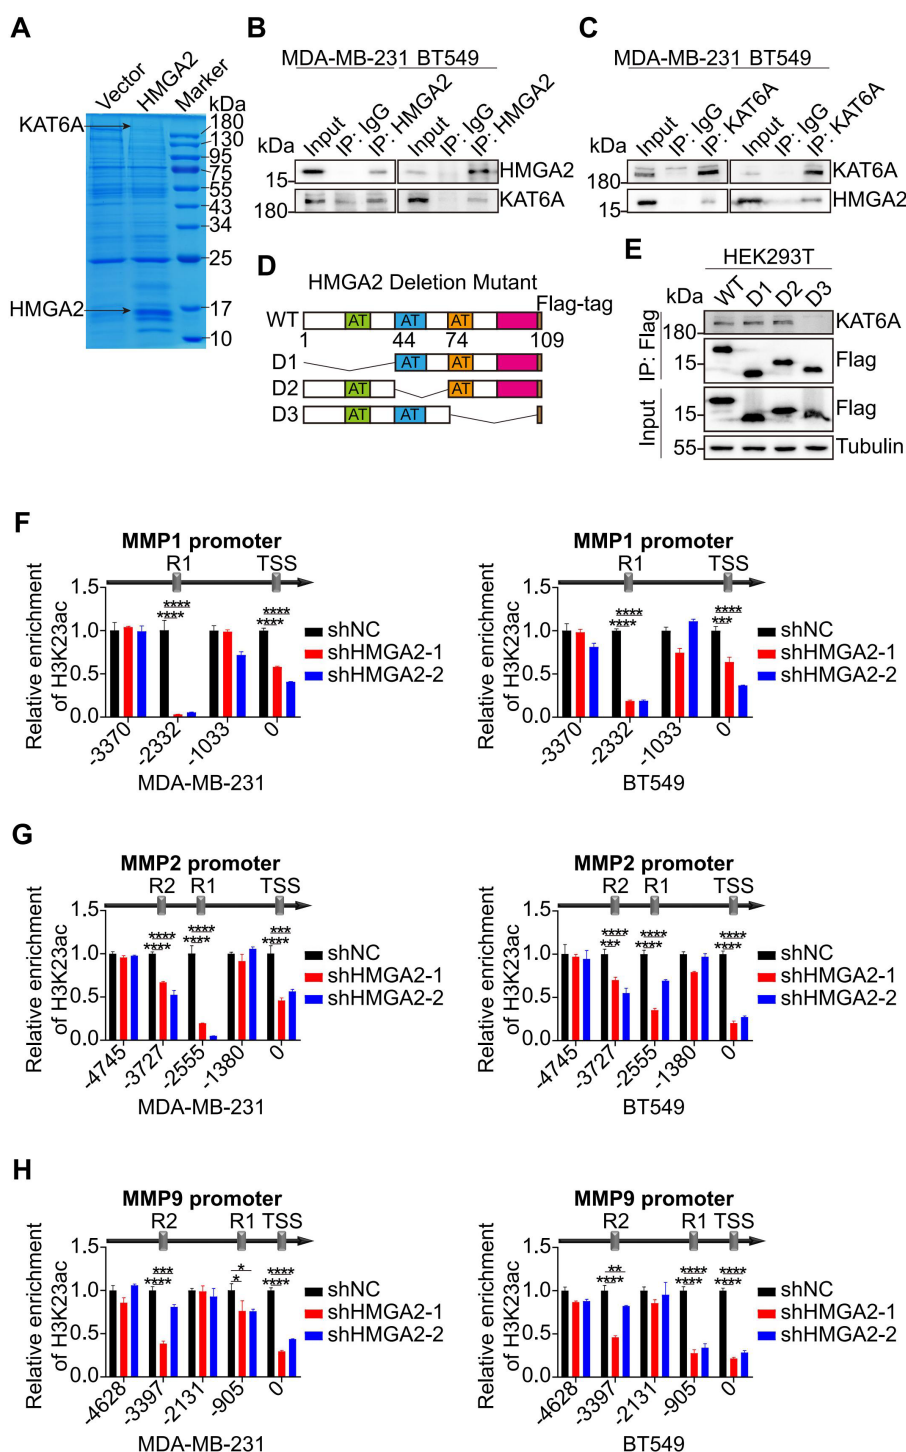 A
Vector
HMGA2
Marker
kDa
KAT6A
180
130
95
75
55
43
34
25
HMGA2
17
10
B
MDA-MB-231 BT549
Input
IP: IgG
IP: HMGA2
Input
IP: IgG
IP: HMGA2
kDa
15
HMGA2
180
KAT6A
C
MDA-MB-231 BT549
Input
IP: IgG
IP: KAT6A
Input
IP: IgG
IP: KAT6A
kDa
180
KAT6A
15
HMGA2
D
HMGA2 Deletion Mutant
Flag-tag
WT AT AT AT
1 44 74 109
D1 AT AT
D2 AT AT
D3 AT AT
E
HEK293T
kDa WT D1 D2 D3
IP: Flag
180 KAT6A
15 Flag
Input
15 Flag
55 Tubulin
F
MMP1 promoter
R1 TSS
Relative enrichment
of H3K23ac
1.5
1.0
0.5
0.0
**** **** **** ****
shNC
shHMGA2-1
shHMGA2-2
-3370 -2332 -1033 0
MDA-MB-231
MMP1 promoter
R1 TSS
Relative enrichment
of H3K23ac
1.5
1.0
0.5
0.0
**** **** **** ***
shNC
shHMGA2-1
shHMGA2-2
-3370 -2332 -1033 0
BT549
G
MMP2 promoter
R2 R1 TSS
Relative enrichment
of H3K23ac
1.5
1.0
0.5
0.0
**** **** **** **** *** ****
shNC
shHMGA2-1
shHMGA2-2
-4745 -3727 -2555 -1380 0
MDA-MB-231
MMP2 promoter
R2 R1 TSS
Relative enrichment
of H3K23ac
1.5
1.0
0.5
0.0
**** *** **** **** **** ****
shNC
shHMGA2-1
shHMGA2-2
-4745 -3727 -2555 -1380 0
BT549
H
MMP9 promoter
R2 R1 TSS
Relative enrichment
of H3K23ac
1.5
1.0
0.5
0.0
*** **** * * **** ****
shNC
shHMGA2-1
shHMGA2-2
-4628 -3397 -2131 -905 0
MDA-MB-231
MMP9 promoter
R2 R1 TSS
Relative enrichment
of H3K23ac
1.5
1.0
0.5
0.0
** **** **** **** **** ****
shNC
shHMGA2-1
shHMGA2-2
-4628 -3397 -2131 -905 0
BT549